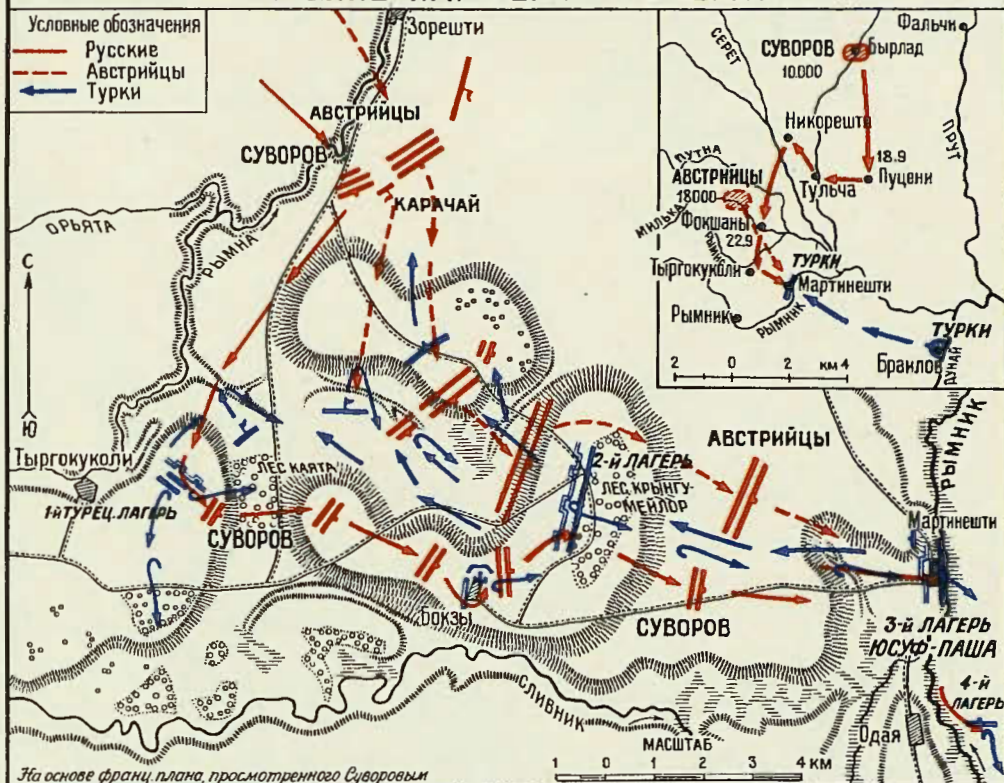 Условные обозначения
Русские
Австрийцы
Турки
Зорешти
АВСТРИЙЦЫ
СУВОРОВ
КАРАЧАЙ
ОРЬЯТА
РЫМНА
С
Ю
Тыргокуколи
1-й ТУРЕЦ. ЛАГЕРЬ
ЛЕС КАЯТА
СУВОРОВ
Бокзы
2-й ЛАГЕРЬ
ЛЕС КРЫНГУ-
МЕЙЛОР
АВСТРИЙЦЫ
СУВОРОВ
РЫМНИК
Мартинешти
3-й ЛАГЕРЬ
ЮСУФ-ПАША
4-й
ЛАГЕРЬ
Одая
СЛИВНИК
МАСШТАБ
1 0 1 2 3 4 км
На основе франц. плана, просмотренного Суворовым
Фальчи
СЕРЕТ
СУВОРОВ
Бырлад
10.000
Никорешти
ПРУТ
ПУТНА
18.9
АВСТРИЙЦЫ
Тульча
Пуцени
18000
МИЛЬКА
Фокшаны
22.9
ТУРКИ
Тыргокуколи
Мартинешти
Рымник
РЫМНИК
ТУРКИ
Браилов
ДУНАЙ
2 0 2 км 4